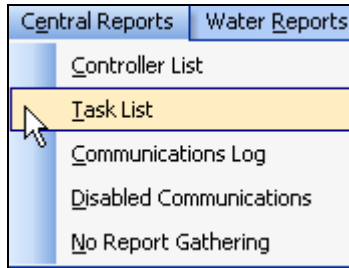 Central Reports Water Reports
Controller List
Task List
Communications Log
Disabled Communications
No Report Gathering